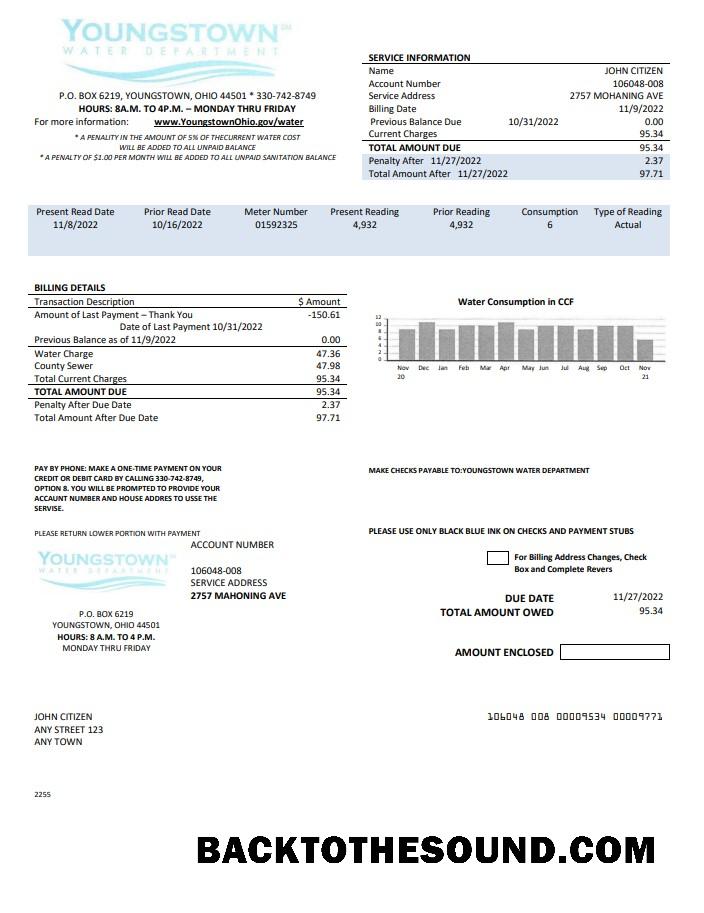 YOUNGSTOWN SM
WATER DEPARTMENT
P.O. BOX 6219, YOUNGSTOWN, OHIO 44501 * 330-742-8749
HOURS: 8A.M. TO 4P.M. – MONDAY THRU FRIDAY
For more information: www.YoungstownOhio.gov/water
* A PENALITY IN THE AMOUNT OF 5% OF THECURRENT WATER COST
WILL BE ADDED TO ALL UNPAID BALANCE
* A PENALTY OF $1.00 PER MONTH WILL BE ADDED TO ALL UNPAID SANITATION BALANCE
SERVICE INFORMATION
Name JOHN CITIZEN
Account Number 106048-008
Service Address 2757 MOHANING AVE
Billing Date 11/9/2022
Previous Balance Due 10/31/2022 0.00
Current Charges 95.34
TOTAL AMOUNT DUE 95.34
Penalty After 11/27/2022 2.37
Total Amount After 11/27/2022 97.71
Present Read Date Prior Read Date Meter Number Present Reading Prior Reading Consumption Type of Reading
11/8/2022 10/16/2022 01592325 4,932 4,932 6 Actual
BILLING DETAILS
Transaction Description $ Amount
Amount of Last Payment – Thank You -150.61
Date of Last Payment 10/31/2022
Previous Balance as of 11/9/2022 0.00
Water Charge 47.36
County Sewer 47.98
Total Current Charges 95.34
TOTAL AMOUNT DUE 95.34
Penalty After Due Date 2.37
Total Amount After Due Date 97.71
Water Consumption in CCF
12
10
8
6
4
2
0
Nov Dec Jan Feb Mar Apr May Jun Jul Aug Sep Oct Nov
20 21
PAY BY PHONE: MAKE A ONE-TIME PAYMENT ON YOUR
CREDIT OR DEBIT CARD BY CALLING 330-742-8749,
OPTION 8. YOU WILL BE PROMPTED TO PROVIDE YOUR
ACCAUNT NUMBER AND HOUSE ADDRES TO USSE THE
SERVISE.
MAKE CHECKS PAYABLE TO:YOUNGSTOWN WATER DEPARTMENT
PLEASE RETURN LOWER PORTION WITH PAYMENT
PLEASE USE ONLY BLACK BLUE INK ON CHECKS AND PAYMENT STUBS
YOUNGSTOWN SM
WATER DEPARTMENT
ACCOUNT NUMBER
106048-008
SERVICE ADDRESS
2757 MAHONING AVE
For Billing Address Changes, Check
Box and Complete Revers
DUE DATE 11/27/2022
TOTAL AMOUNT OWED 95.34
P.O. BOX 6219
YOUNGSTOWN, OHIO 44501
HOURS: 8 A.M. TO 4 P.M.
MONDAY THRU FRIDAY
AMOUNT ENCLOSED
JOHN CITIZEN
ANY STREET 123
ANY TOWN
106048 008 00009534 00009771
2255
BACKTOTHESOUND.COM